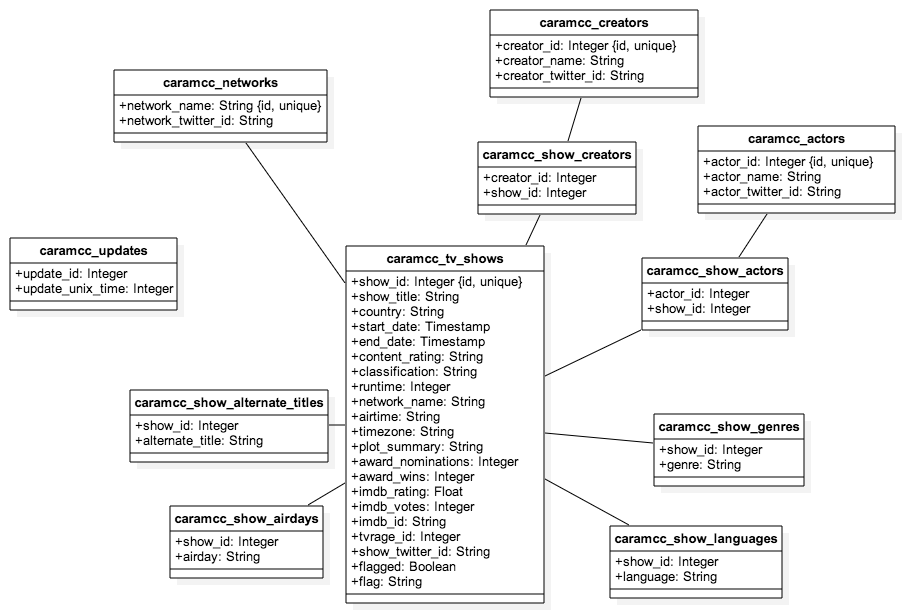 caramcc_creators
+creator_id: Integer {id, unique}
+creator_name: String
+creator_twitter_id: String
caramcc_networks
+network_name: String {id, unique}
+network_twitter_id: String
caramcc_show_creators
+creator_id: Integer
+show_id: Integer
caramcc_actors
+actor_id: Integer {id, unique}
+actor_name: String
+actor_twitter_id: String
caramcc_updates
+update_id: Integer
+update_unix_time: Integer
caramcc_tv_shows
+show_id: Integer {id, unique}
+show_title: String
+country: String
+start_date: Timestamp
+end_date: Timestamp
+content_rating: String
+classification: String
+runtime: Integer
+network_name: String
+airtime: String
+timezone: String
+plot_summary: String
+award_nominations: Integer
+award_wins: Integer
+imdb_rating: Float
+imdb_votes: Integer
+imdb_id: String
+tvrage_id: Integer
+show_twitter_id: String
+flagged: Boolean
+flag: String
caramcc_show_actors
+actor_id: Integer
+show_id: Integer
caramcc_show_alternate_titles
+show_id: Integer
+alternate_title: String
caramcc_show_genres
+show_id: Integer
+genre: String
caramcc_show_airdays
+show_id: Integer
+airday: String
caramcc_show_languages
+show_id: Integer
+language: String